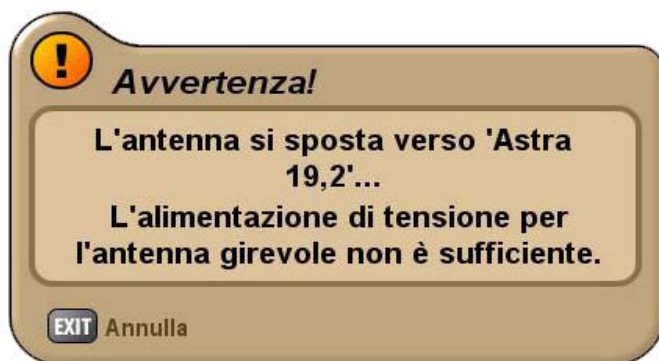 !
Avvertenza!
L'antenna si sposta verso 'Astra
19,2'...
L'alimentazione di tensione per
l'antenna girevole non è sufficiente.
EXIT Annulla